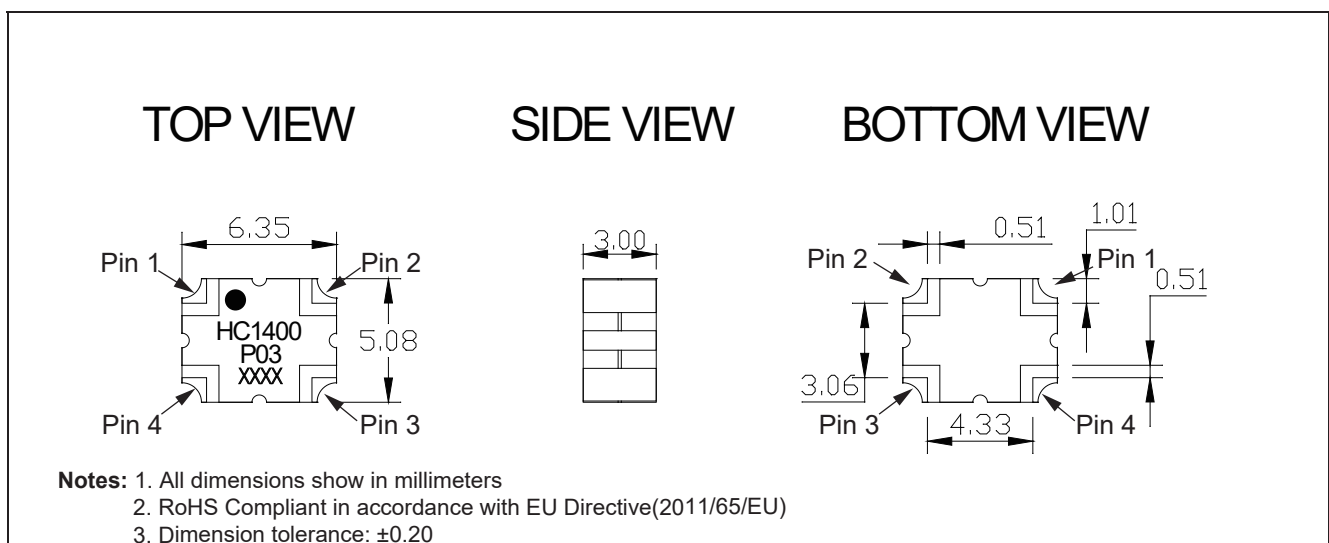 TOP VIEW
SIDE VIEW
BOTTOM VIEW
6.35
Pin 1
Pin 2
HC1400
P03
XXXX
5.08
Pin 4
Pin 3
3.00
0.51
1.01
Pin 2
Pin 1
0.51
3.06
Pin 3
4.33
Pin 4
Notes: 1. All dimensions show in millimeters
2. RoHS Compliant in accordance with EU Directive(2011/65/EU)
3. Dimension tolerance: ±0.20